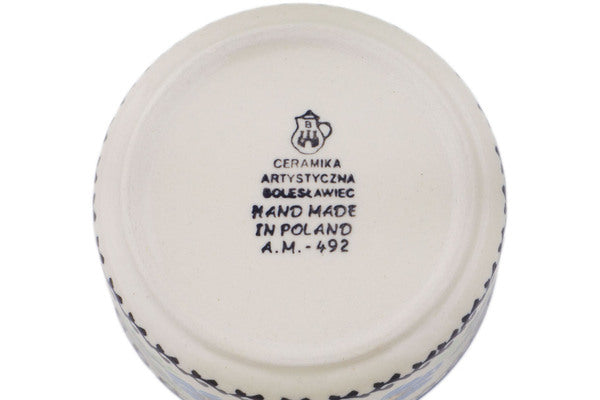 B
CERAMIKA
ARTYSTYCZNA
BOLESŁAWIEC
HAND MADE
IN POLAND
A.M.-492